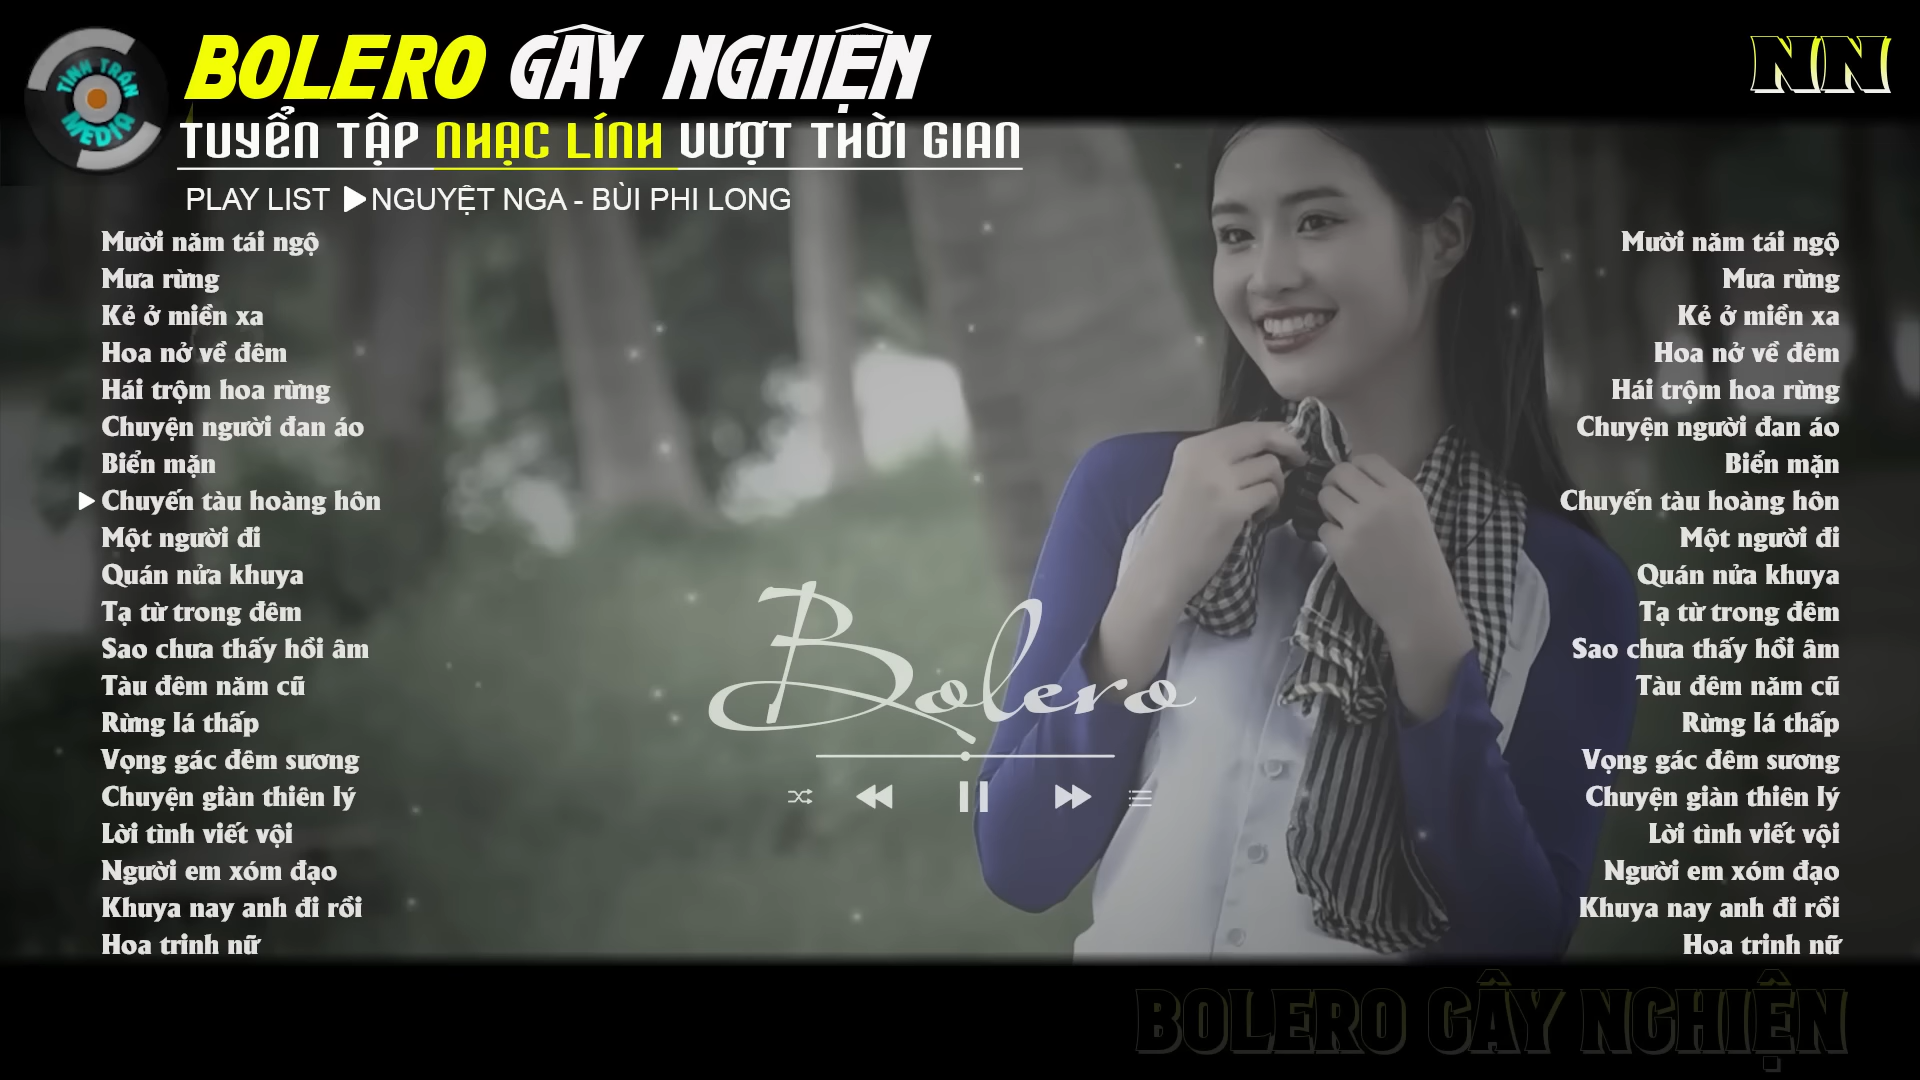 TÌNH TRẦN
MEDIA
BOLERO GÂY NGHIỆN
NN
TUYỂN TẬP NHẠC LÍNH VƯỢT THỜI GIAN
PLAY LIST ▶NGUYỆT NGA - BÙI PHI LONG
Mười năm tái ngộ
Mưa rừng
Kẻ ở miền xa
Hoa nở về đêm
Hái trộm hoa rừng
Chuyện người đan áo
Biển mặn
Chuyến tàu hoàng hôn
Một người đi
Quán nửa khuya
Tạ từ trong đêm
Sao chưa thấy hồi âm
Tàu đêm năm cũ
Rừng lá thấp
Vọng gác đêm sương
Chuyện giàn thiên lý
Lời tình viết vội
Người em xóm đạo
Khuya nay anh đi rồi
Hoa trinh nữ
Bolero
Mười năm tái ngộ
Mưa rừng
Kẻ ở miền xa
Hoa nở về đêm
Hái trộm hoa rừng
Chuyện người đan áo
Biển mặn
Chuyến tàu hoàng hôn
Một người đi
Quán nửa khuya
Tạ từ trong đêm
Sao chưa thấy hồi âm
Tàu đêm năm cũ
Rừng lá thấp
Vọng gác đêm sương
Chuyện giàn thiên lý
Lời tình viết vội
Người em xóm đạo
Khuya nay anh đi rồi
Hoa trinh nữ
BOLERO GÂY NGHIỆN